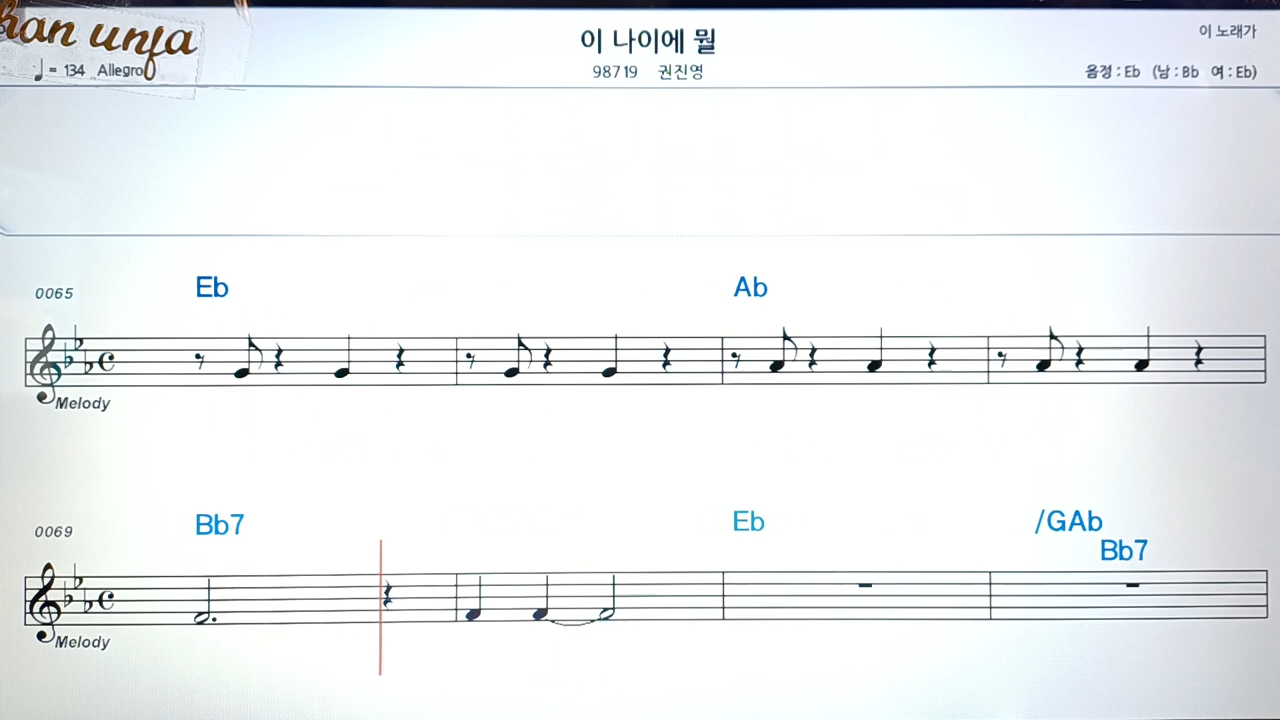 han unfa
이 나이에 뭘
이 노래가
♩= 134 Allegro
98719 권진영
음정 : Eb (남 : Bb 여 : Eb)
0065
Eb
Ab
Melody
0069
Bb7
Eb
/GAb
Bb7
Melody